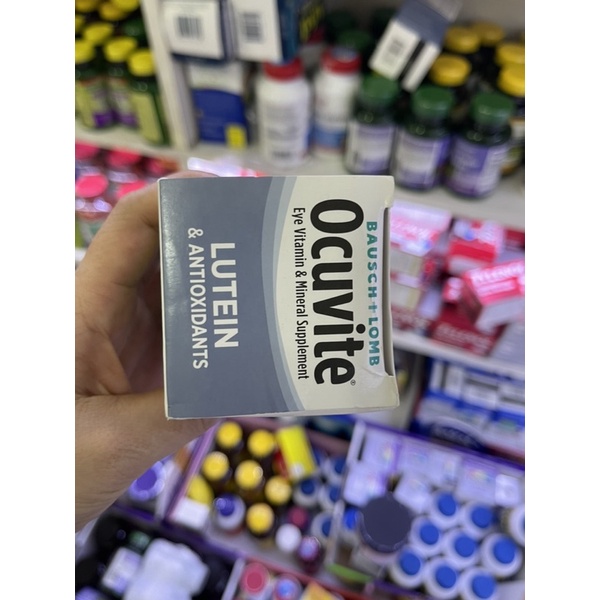 BAUSCH + LOMB
Ocuvite®
Eye Vitamin & Mineral Supplement
LUTEIN
& ANTIOXIDANTS